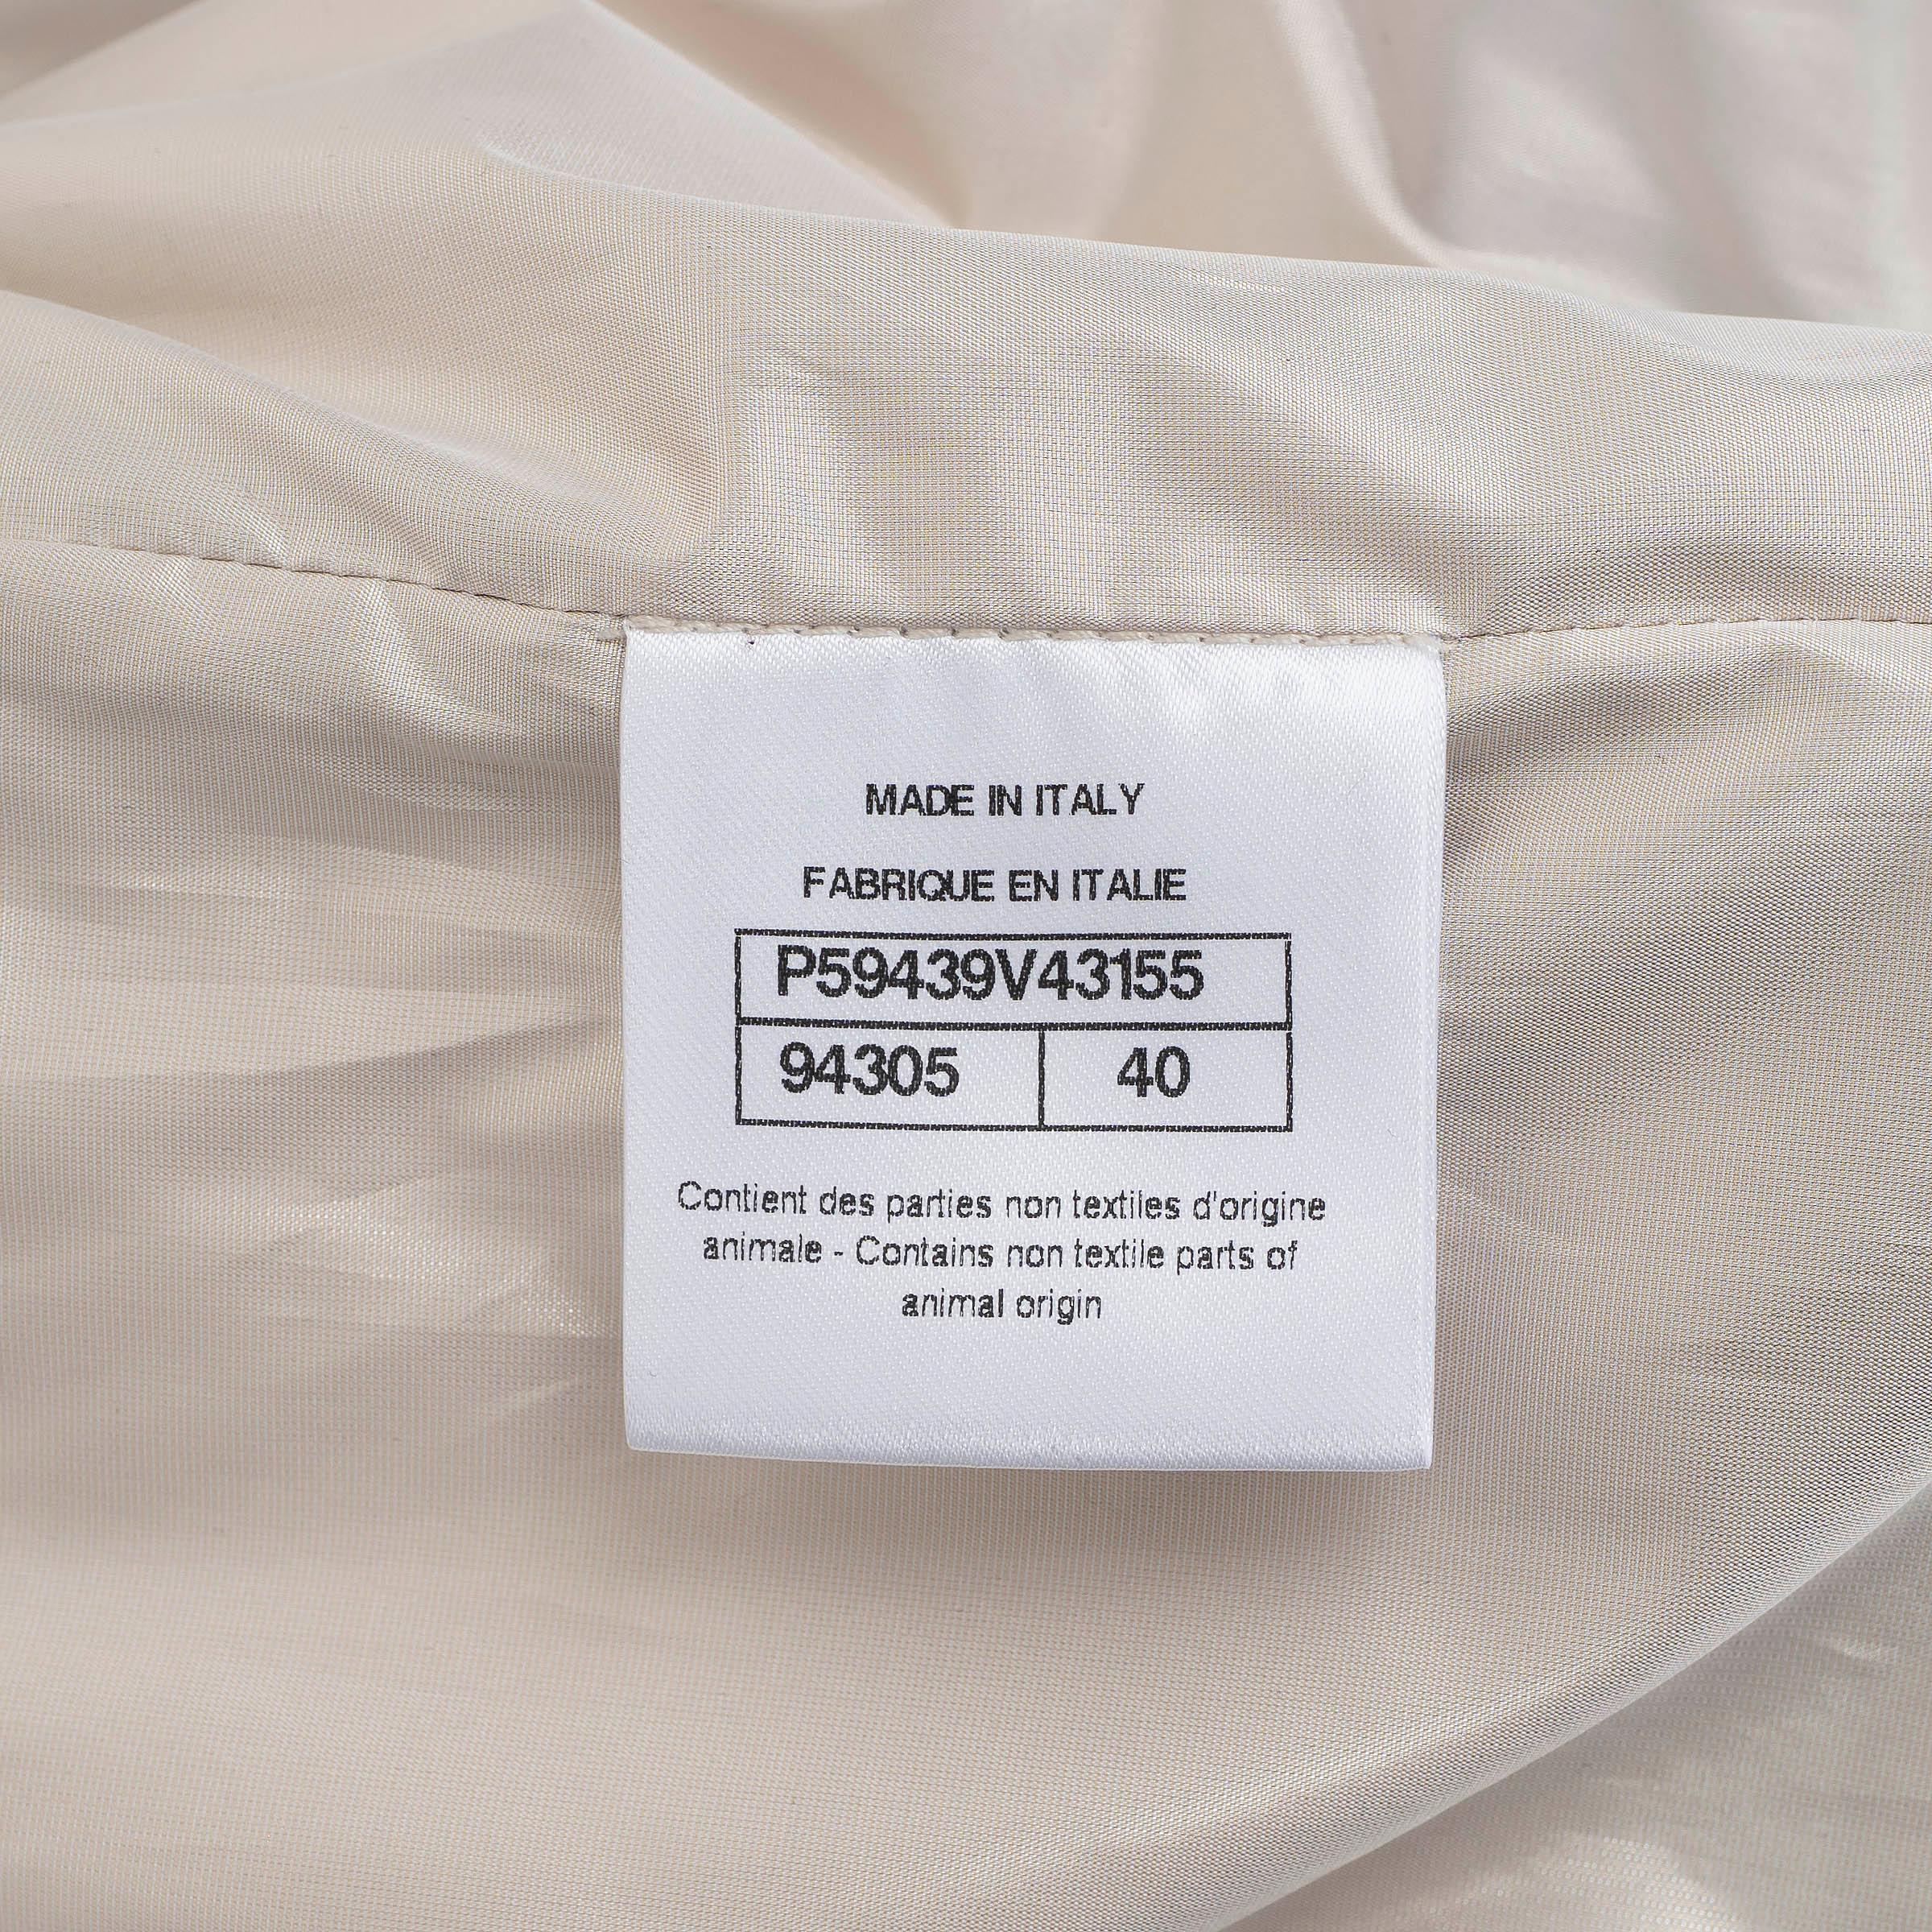 MADE IN ITALY
FABRIQUE EN ITALIE
P59439V43155
94305 40
Contient des parties non textiles d'origine
animale - Contains non textile parts of
animal origin